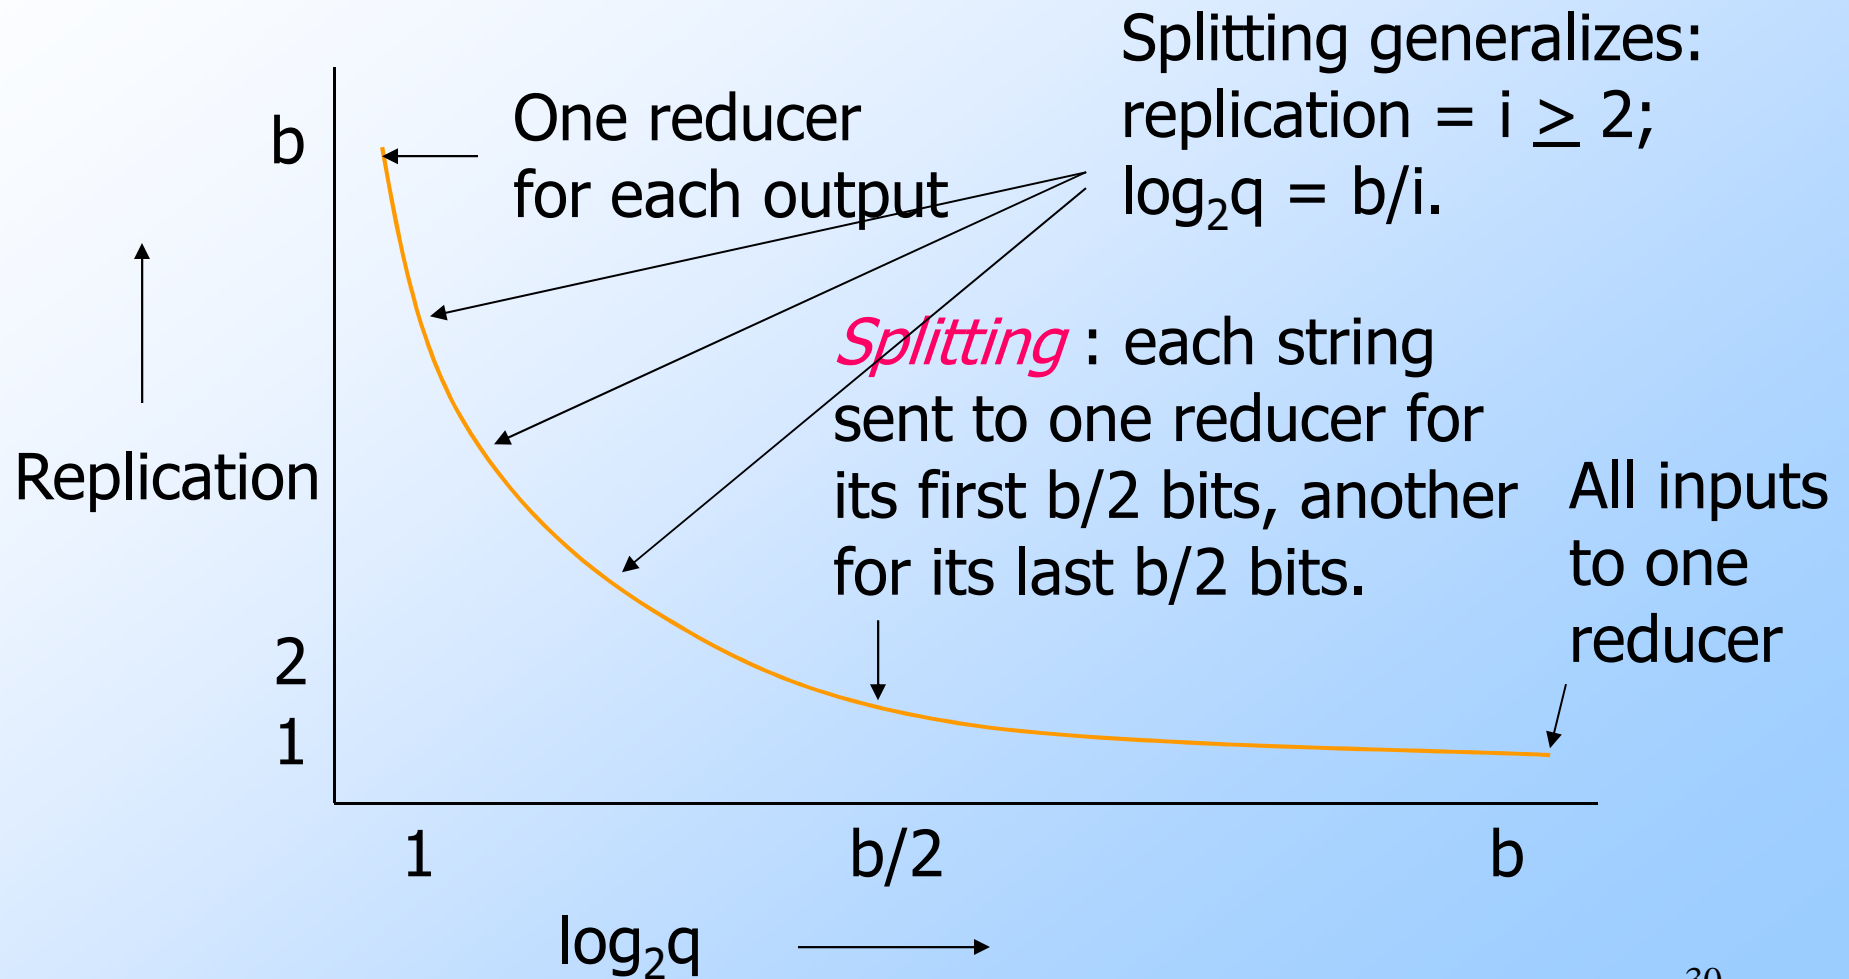 Splitting generalizes:
replication = i ≥ 2;
log₂q = b/i.
One reducer
for each output
b
Splitting : each string
sent to one reducer for
its first b/2 bits, another
for its last b/2 bits.
All inputs
to one
reducer
Replication
2
1
1
b/2
b
log₂q
30